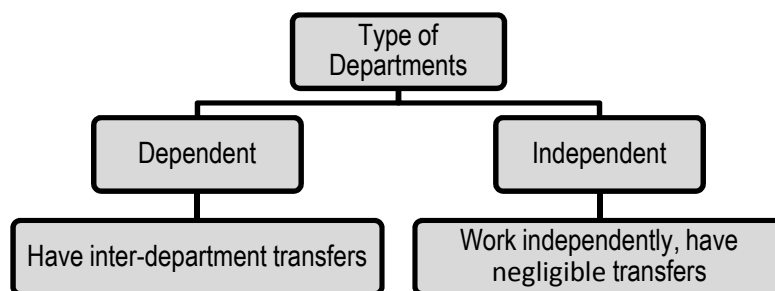 Type of
Departments
Dependent
Independent
Have inter-department transfers
Work independently, have
negligible transfers